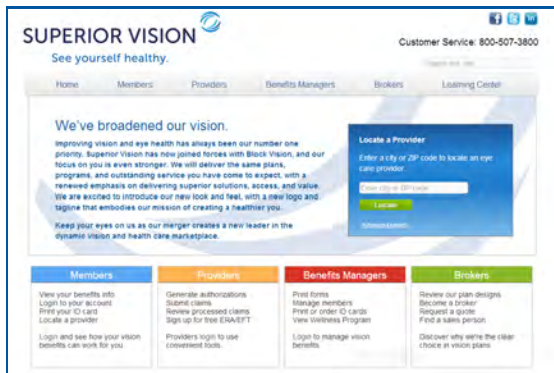 SUPERIOR VISION
See yourself healthy.
Customer Service: 800-507-3800
Home Members Providers Benefits Managers Brokers Learning Center
We've broadened our vision.
Improving vision and eye health has always been our number one
priority. Superior Vision has now joined forces with Block Vision, and our
focus on you is even stronger. We will deliver the same plans,
programs, and outstanding service you have come to expect, with a
renewed emphasis on delivering superior solutions, access, and value.
We are excited to introduce our new look and feel, with a new logo and
tagline that embodies our mission of creating a healthier you.
Keep your eyes on us as our merger creates a new leader in the
dynamic vision and health care marketplace.
Locate a Provider
Enter a city or ZIP code to locate an eye
care provider.
Enter city or ZIP code
Locate
Members
View your benefits info
Login to your account
Print your ID card
Locate a provider
Login and see how your vision
benefits can work for you.
Providers
Generate authorizations
Submit claims
Review processed claims
Sign up for free ERA/EFT
Providers login to use
convenient tools.
Benefits Managers
Print forms
Manage members
Print or order ID cards
View Wellness Program
Login to manage vision
benefits.
Brokers
Review our plan designs
Become a broker
Request a quote
Find a sales person
Discover why we're the clear
choice in vision plans